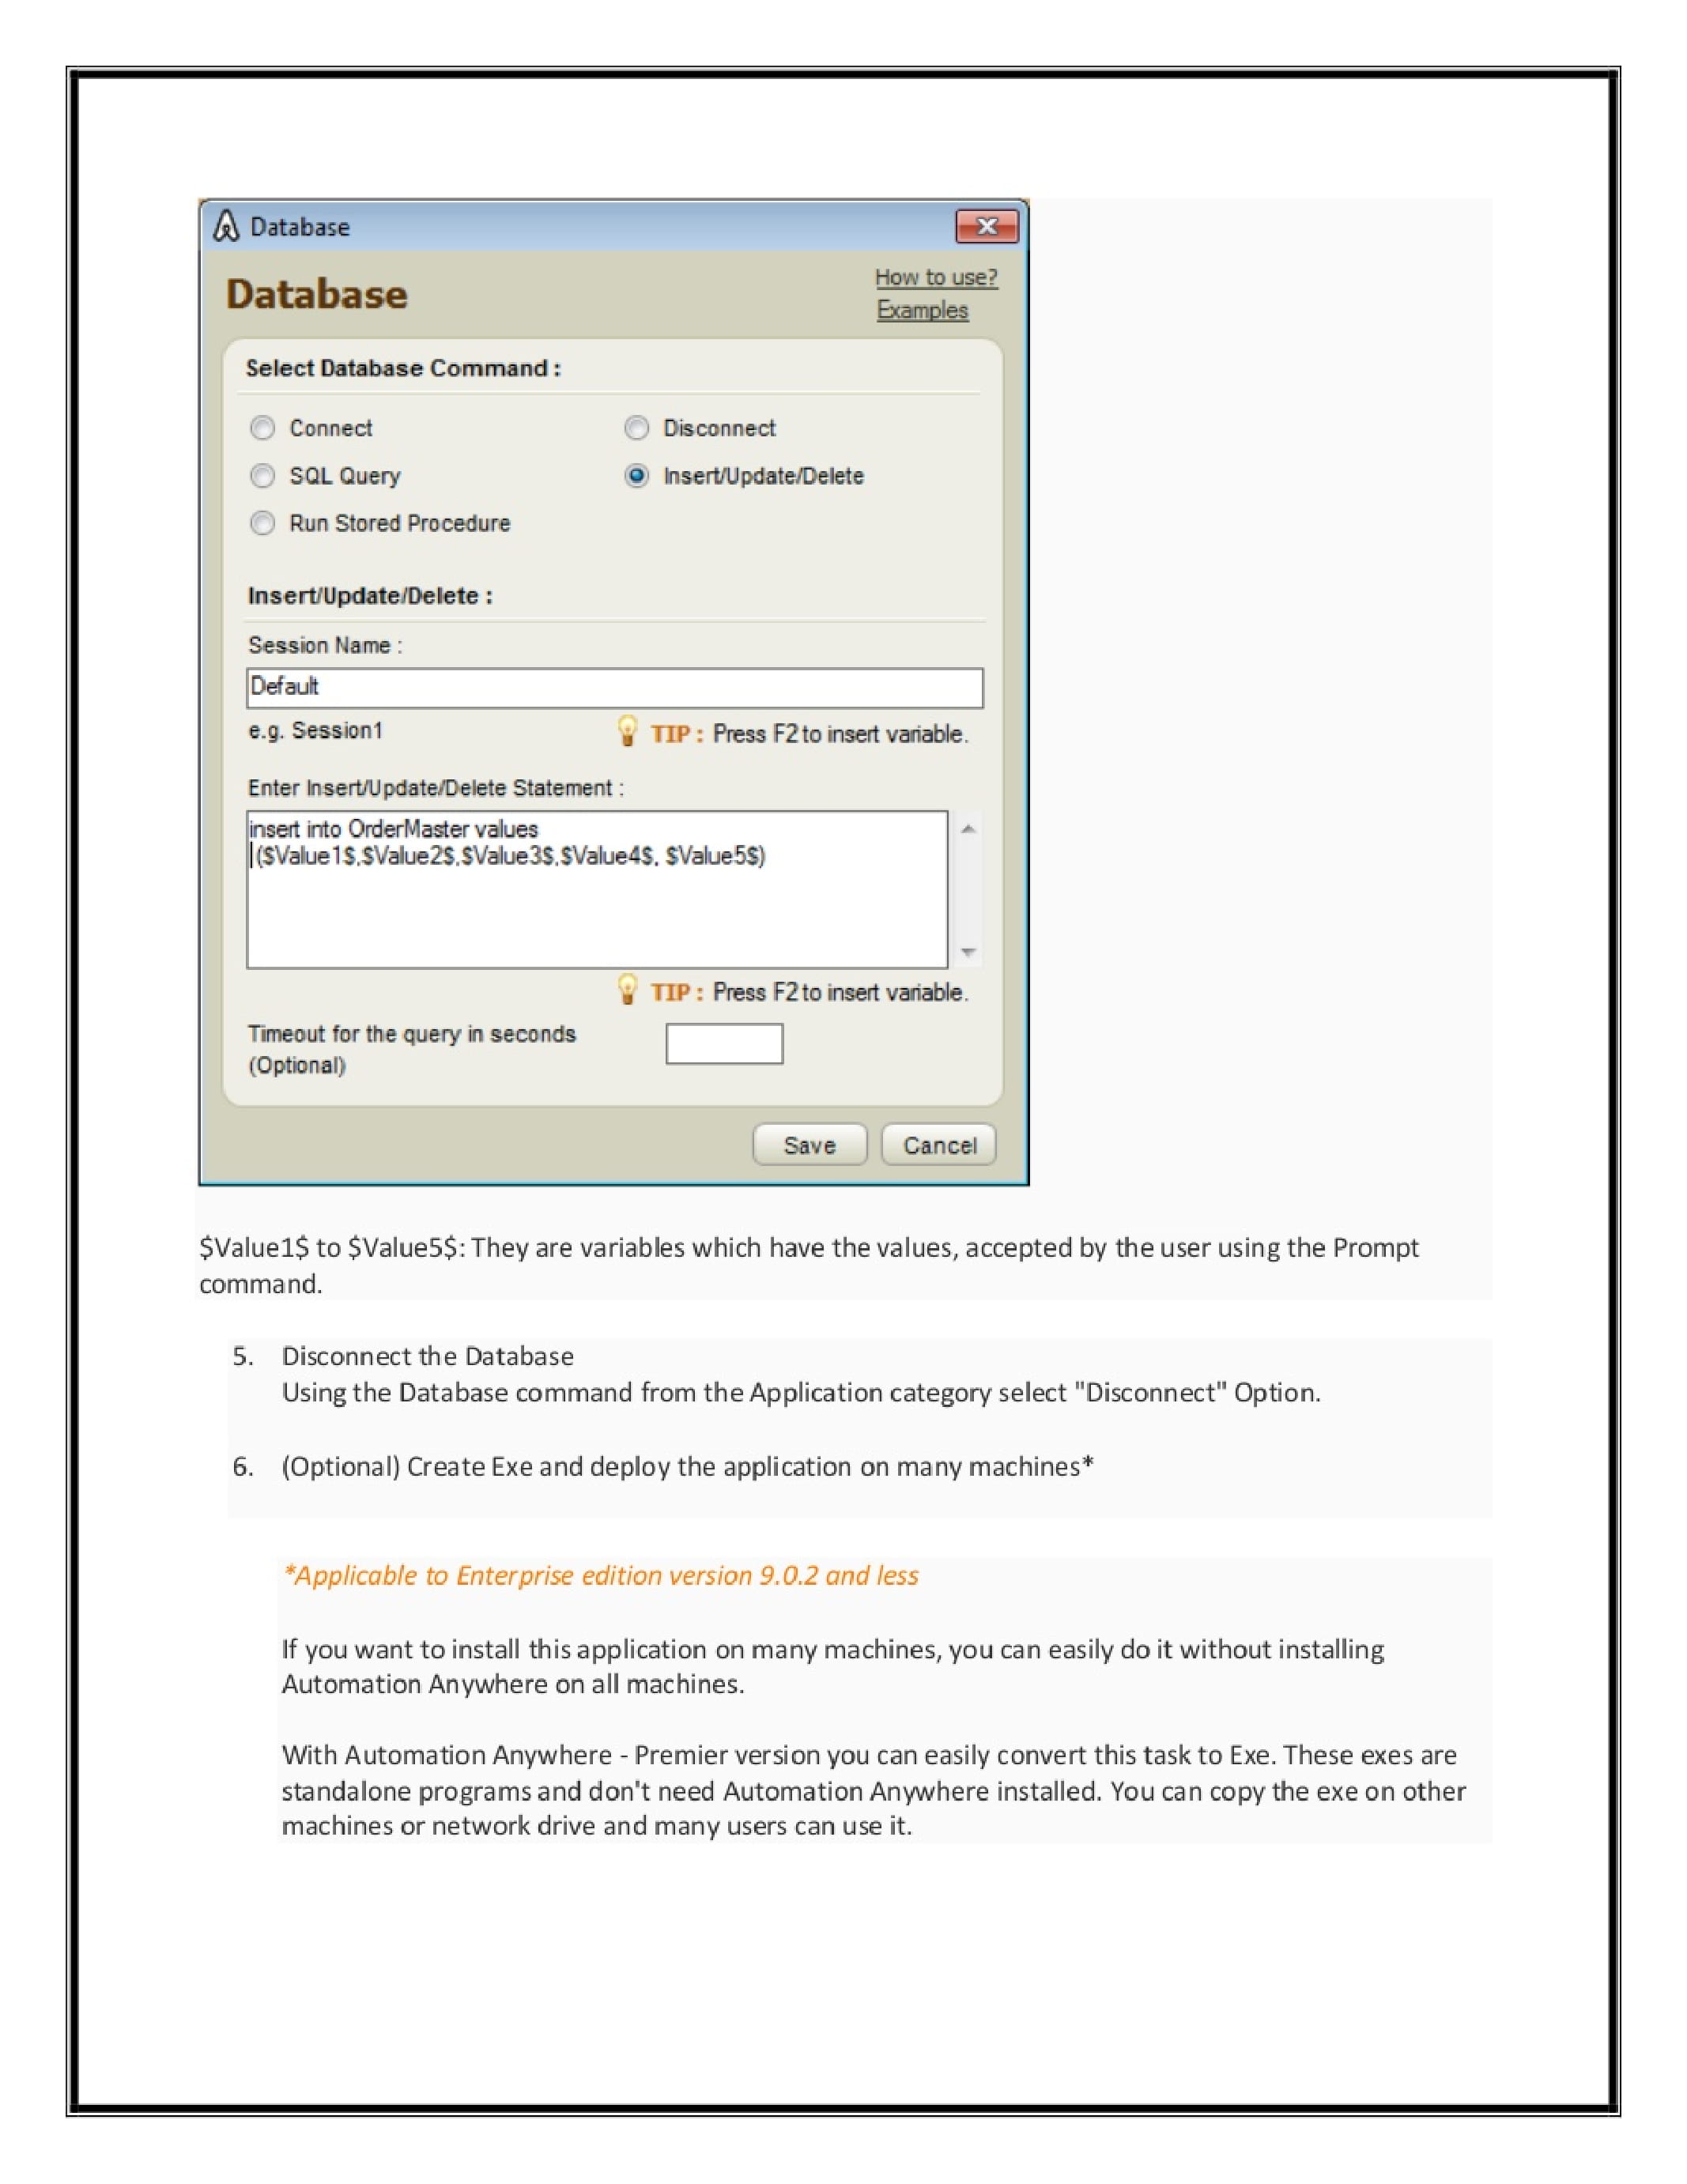 Database
Database
How to use?
Examples
Select Database Command :
Connect
Disconnect
SQL Query
Insert/Update/Delete
Run Stored Procedure
Insert/Update/Delete :
Session Name :
Default
e.g. Session1
TIP : Press F2 to insert variable.
Enter Insert/Update/Delete Statement :
insert into OrderMaster values
($Value1$,$Value2$,$Value3$,$Value4$, $Value5$)
TIP : Press F2 to insert variable.
Timeout for the query in seconds
(Optional)
Save
Cancel
$Value1$ to $Value5$: They are variables which have the values, accepted by the user using the Prompt
command.
5. Disconnect the Database
Using the Database command from the Application category select "Disconnect" Option.
6. (Optional) Create Exe and deploy the application on many machines*
*Applicable to Enterprise edition version 9.0.2 and less
If you want to install this application on many machines, you can easily do it without installing
Automation Anywhere on all machines.
With Automation Anywhere - Premier version you can easily convert this task to Exe. These exes are
standalone programs and don't need Automation Anywhere installed. You can copy the exe on other
machines or network drive and many users can use it.